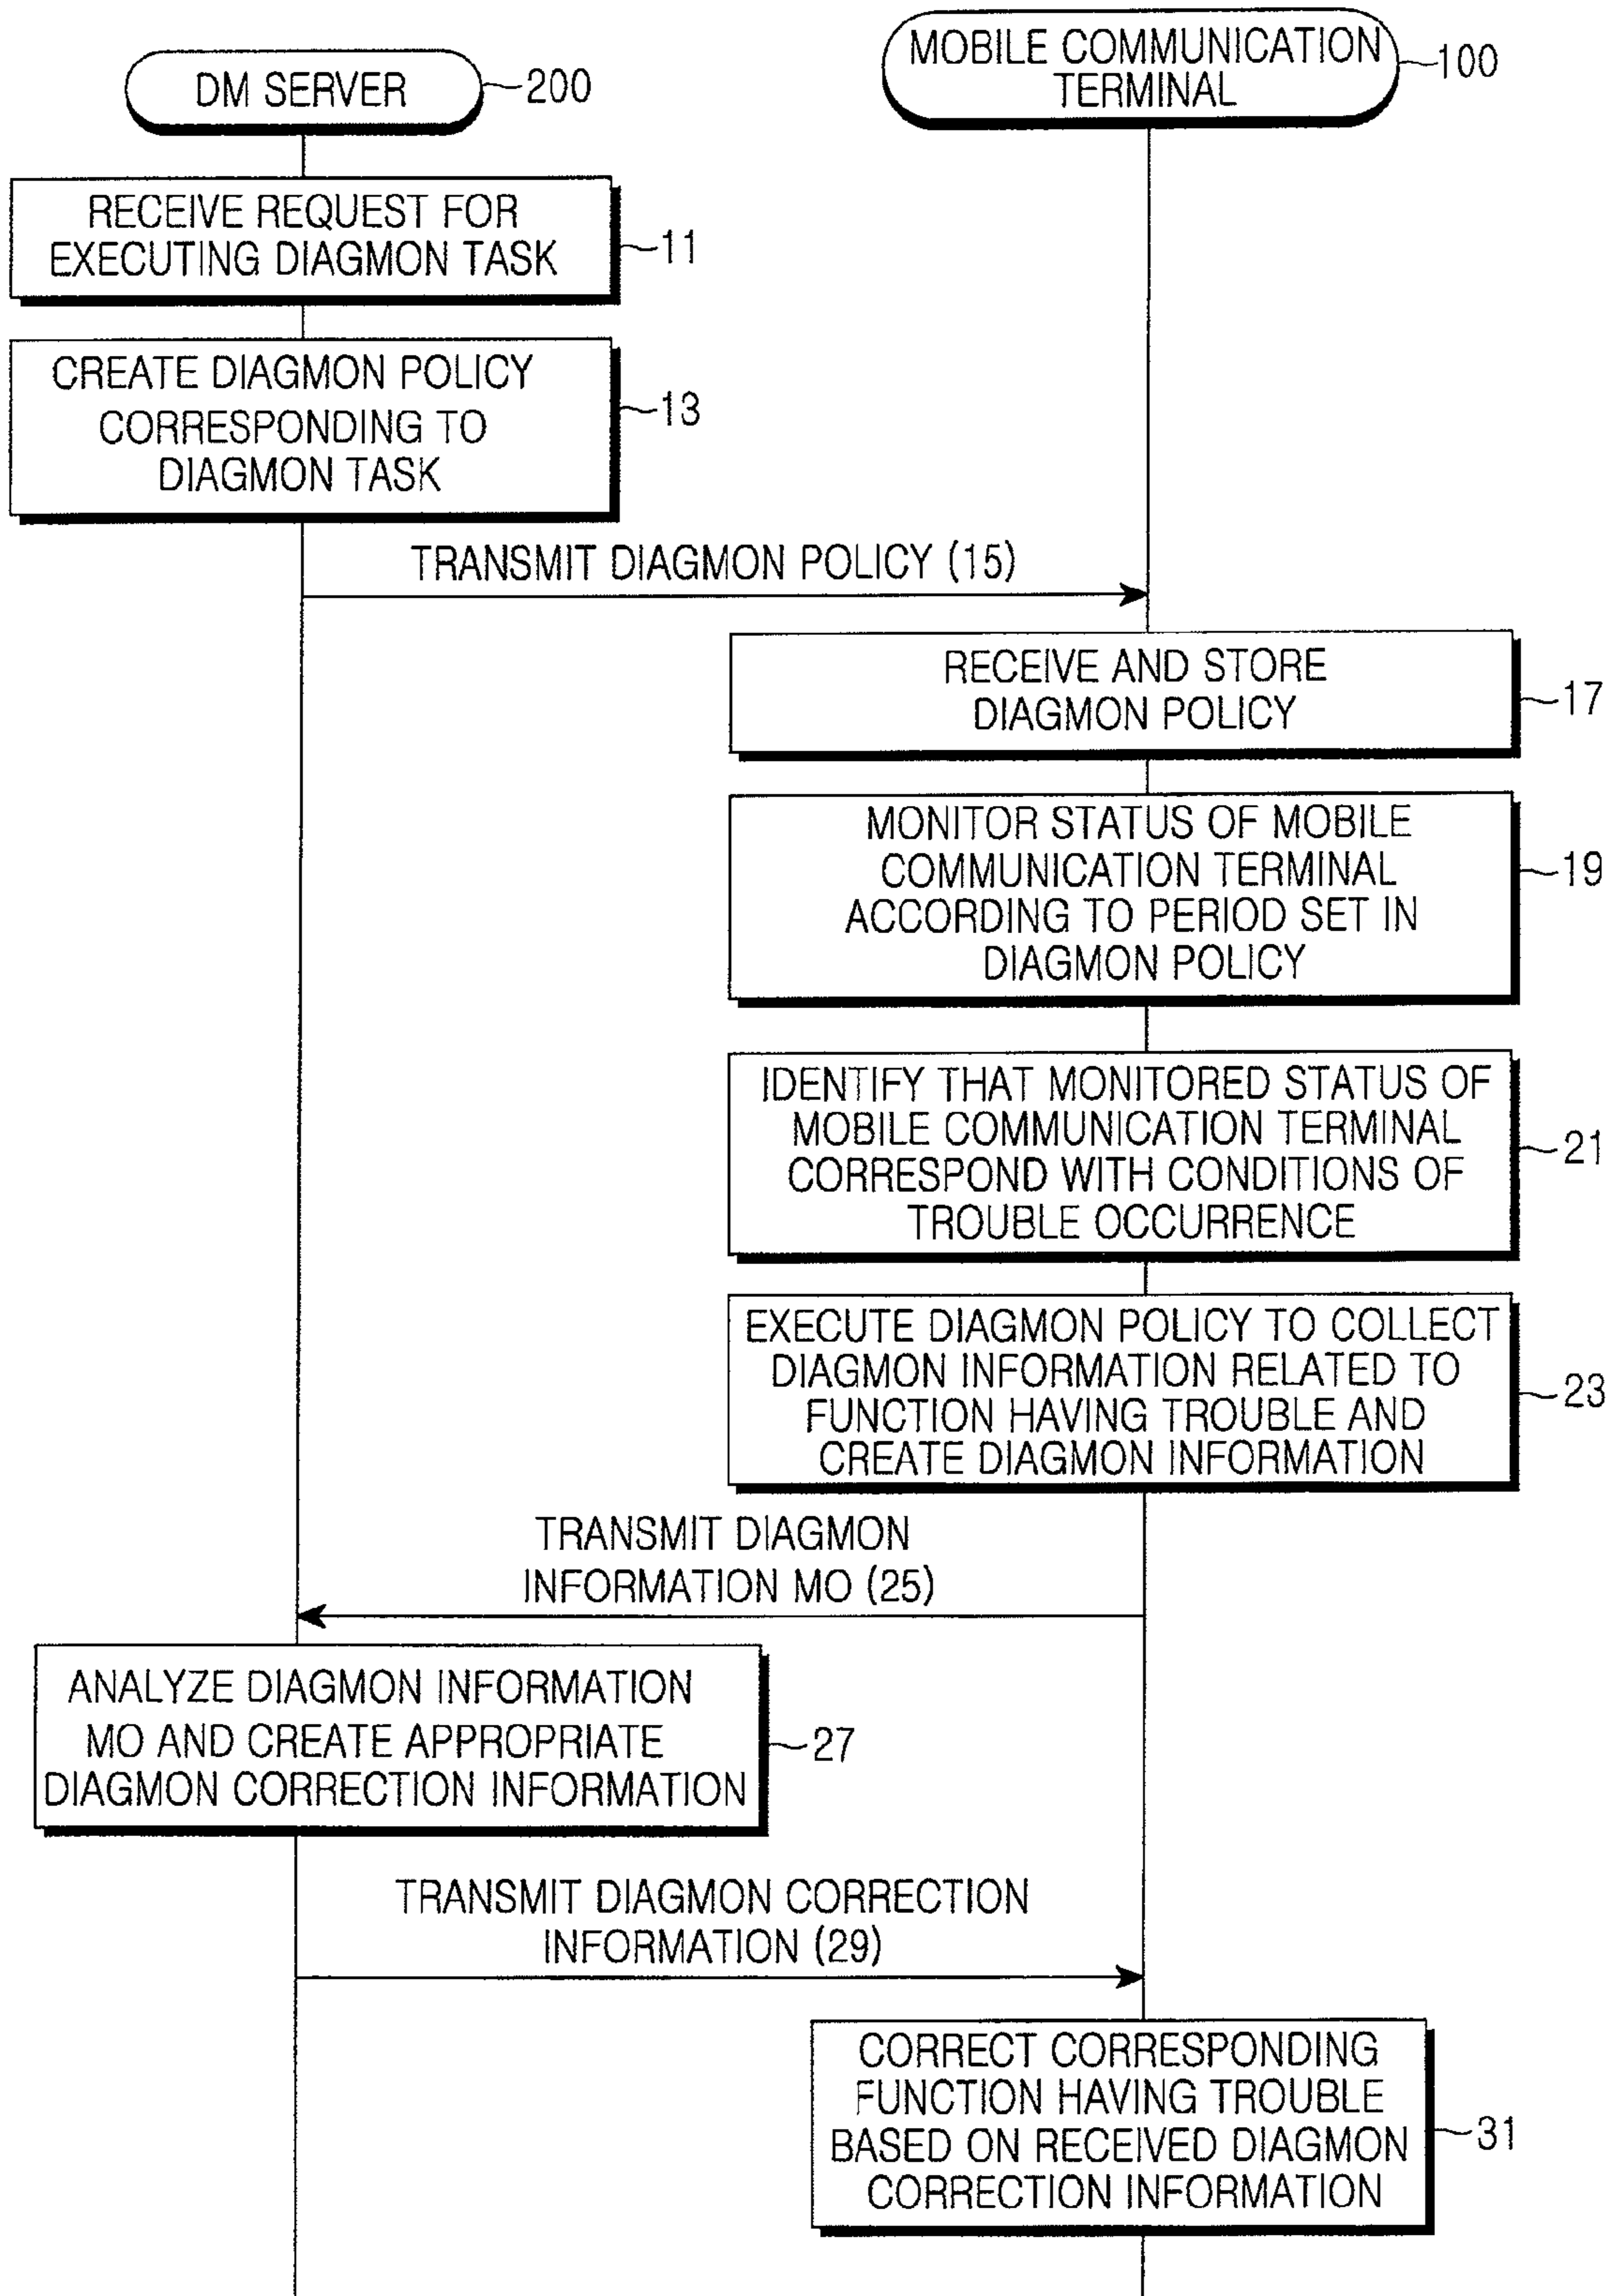 DM SERVER
200
MOBILE COMMUNICATION
TERMINAL
100
RECEIVE REQUEST FOR
EXECUTING DIAGMON TASK
11
CREATE DIAGMON POLICY
CORRESPONDING TO
DIAGMON TASK
13
TRANSMIT DIAGMON POLICY (15)
RECEIVE AND STORE
DIAGMON POLICY
17
MONITOR STATUS OF MOBILE
COMMUNICATION TERMINAL
ACCORDING TO PERIOD SET IN
DIAGMON POLICY
19
IDENTIFY THAT MONITORED STATUS OF
MOBILE COMMUNICATION TERMINAL
CORRESPOND WITH CONDITIONS OF
TROUBLE OCCURRENCE
21
EXECUTE DIAGMON POLICY TO COLLECT
DIAGMON INFORMATION RELATED TO
FUNCTION HAVING TROUBLE AND
CREATE DIAGMON INFORMATION
23
TRANSMIT DIAGMON
INFORMATION MO (25)
ANALYZE DIAGMON INFORMATION
MO AND CREATE APPROPRIATE
DIAGMON CORRECTION INFORMATION
27
TRANSMIT DIAGMON CORRECTION
INFORMATION (29)
CORRECT CORRESPONDING
FUNCTION HAVING TROUBLE
BASED ON RECEIVED DIAGMON
CORRECTION INFORMATION
31